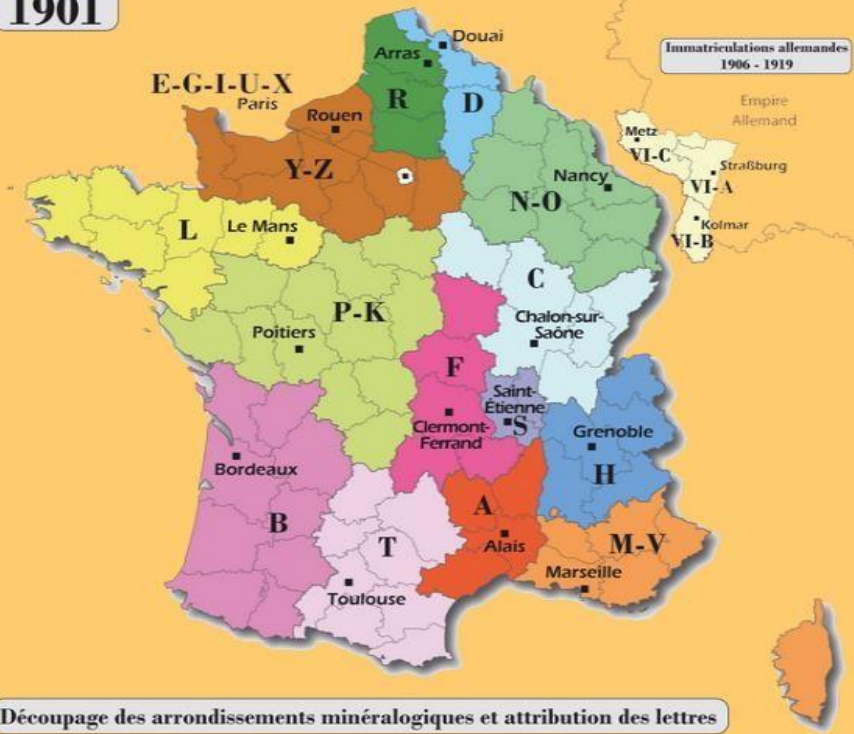 1901
Douai
Arras
Immatriculations allemandes
1906 - 1919
E-G-I-U-X
Paris
R
D
Empire
Allemand
Rouen
Metz
VI-C
Straßburg
Y-Z
Nancy
VI-A
N-O
L
Le Mans
Kolmar
VI-B
C
P-K
Chalon-sur-
Saône
Poitiers
F
Saint-
Étienne
S
Clermont-
Ferrand
Grenoble
Bordeaux
H
A
B
T
Alais
M-V
Marseille
Toulouse
Découpage des arrondissements minéralogiques et attribution des lettres